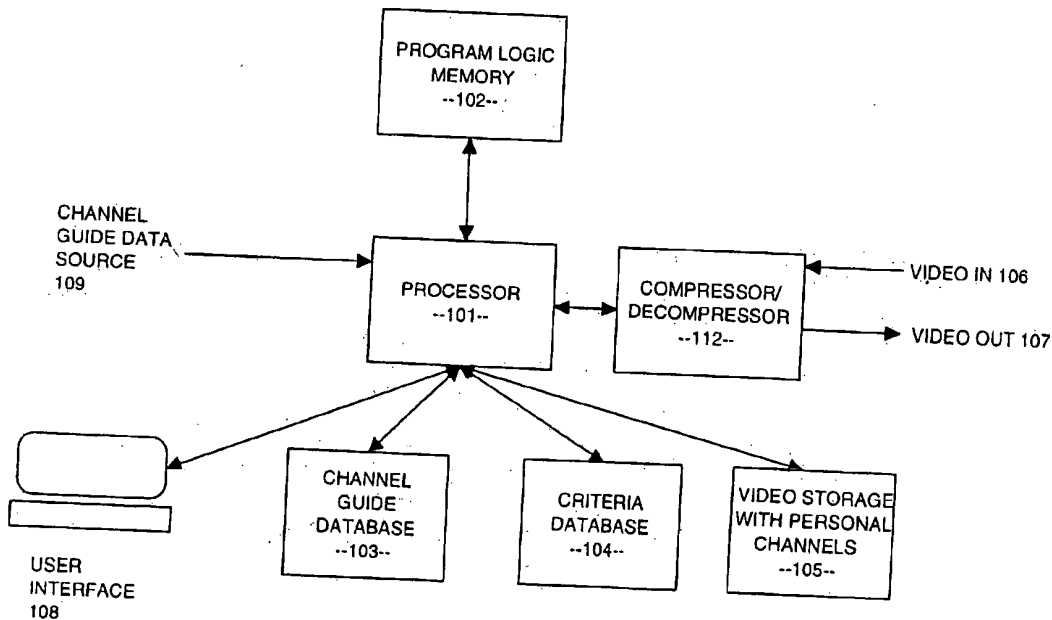 PROGRAM LOGIC
MEMORY
--102--
CHANNEL
GUIDE DATA
SOURCE
109
PROCESSOR
--101--
COMPRESSOR/
DECOMPRESSOR
--112--
VIDEO IN 106
VIDEO OUT 107
USER
INTERFACE
108
CHANNEL
GUIDE
DATABASE
--103--
CRITERIA
DATABASE
--104--
VIDEO STORAGE
WITH PERSONAL
CHANNELS
--105--